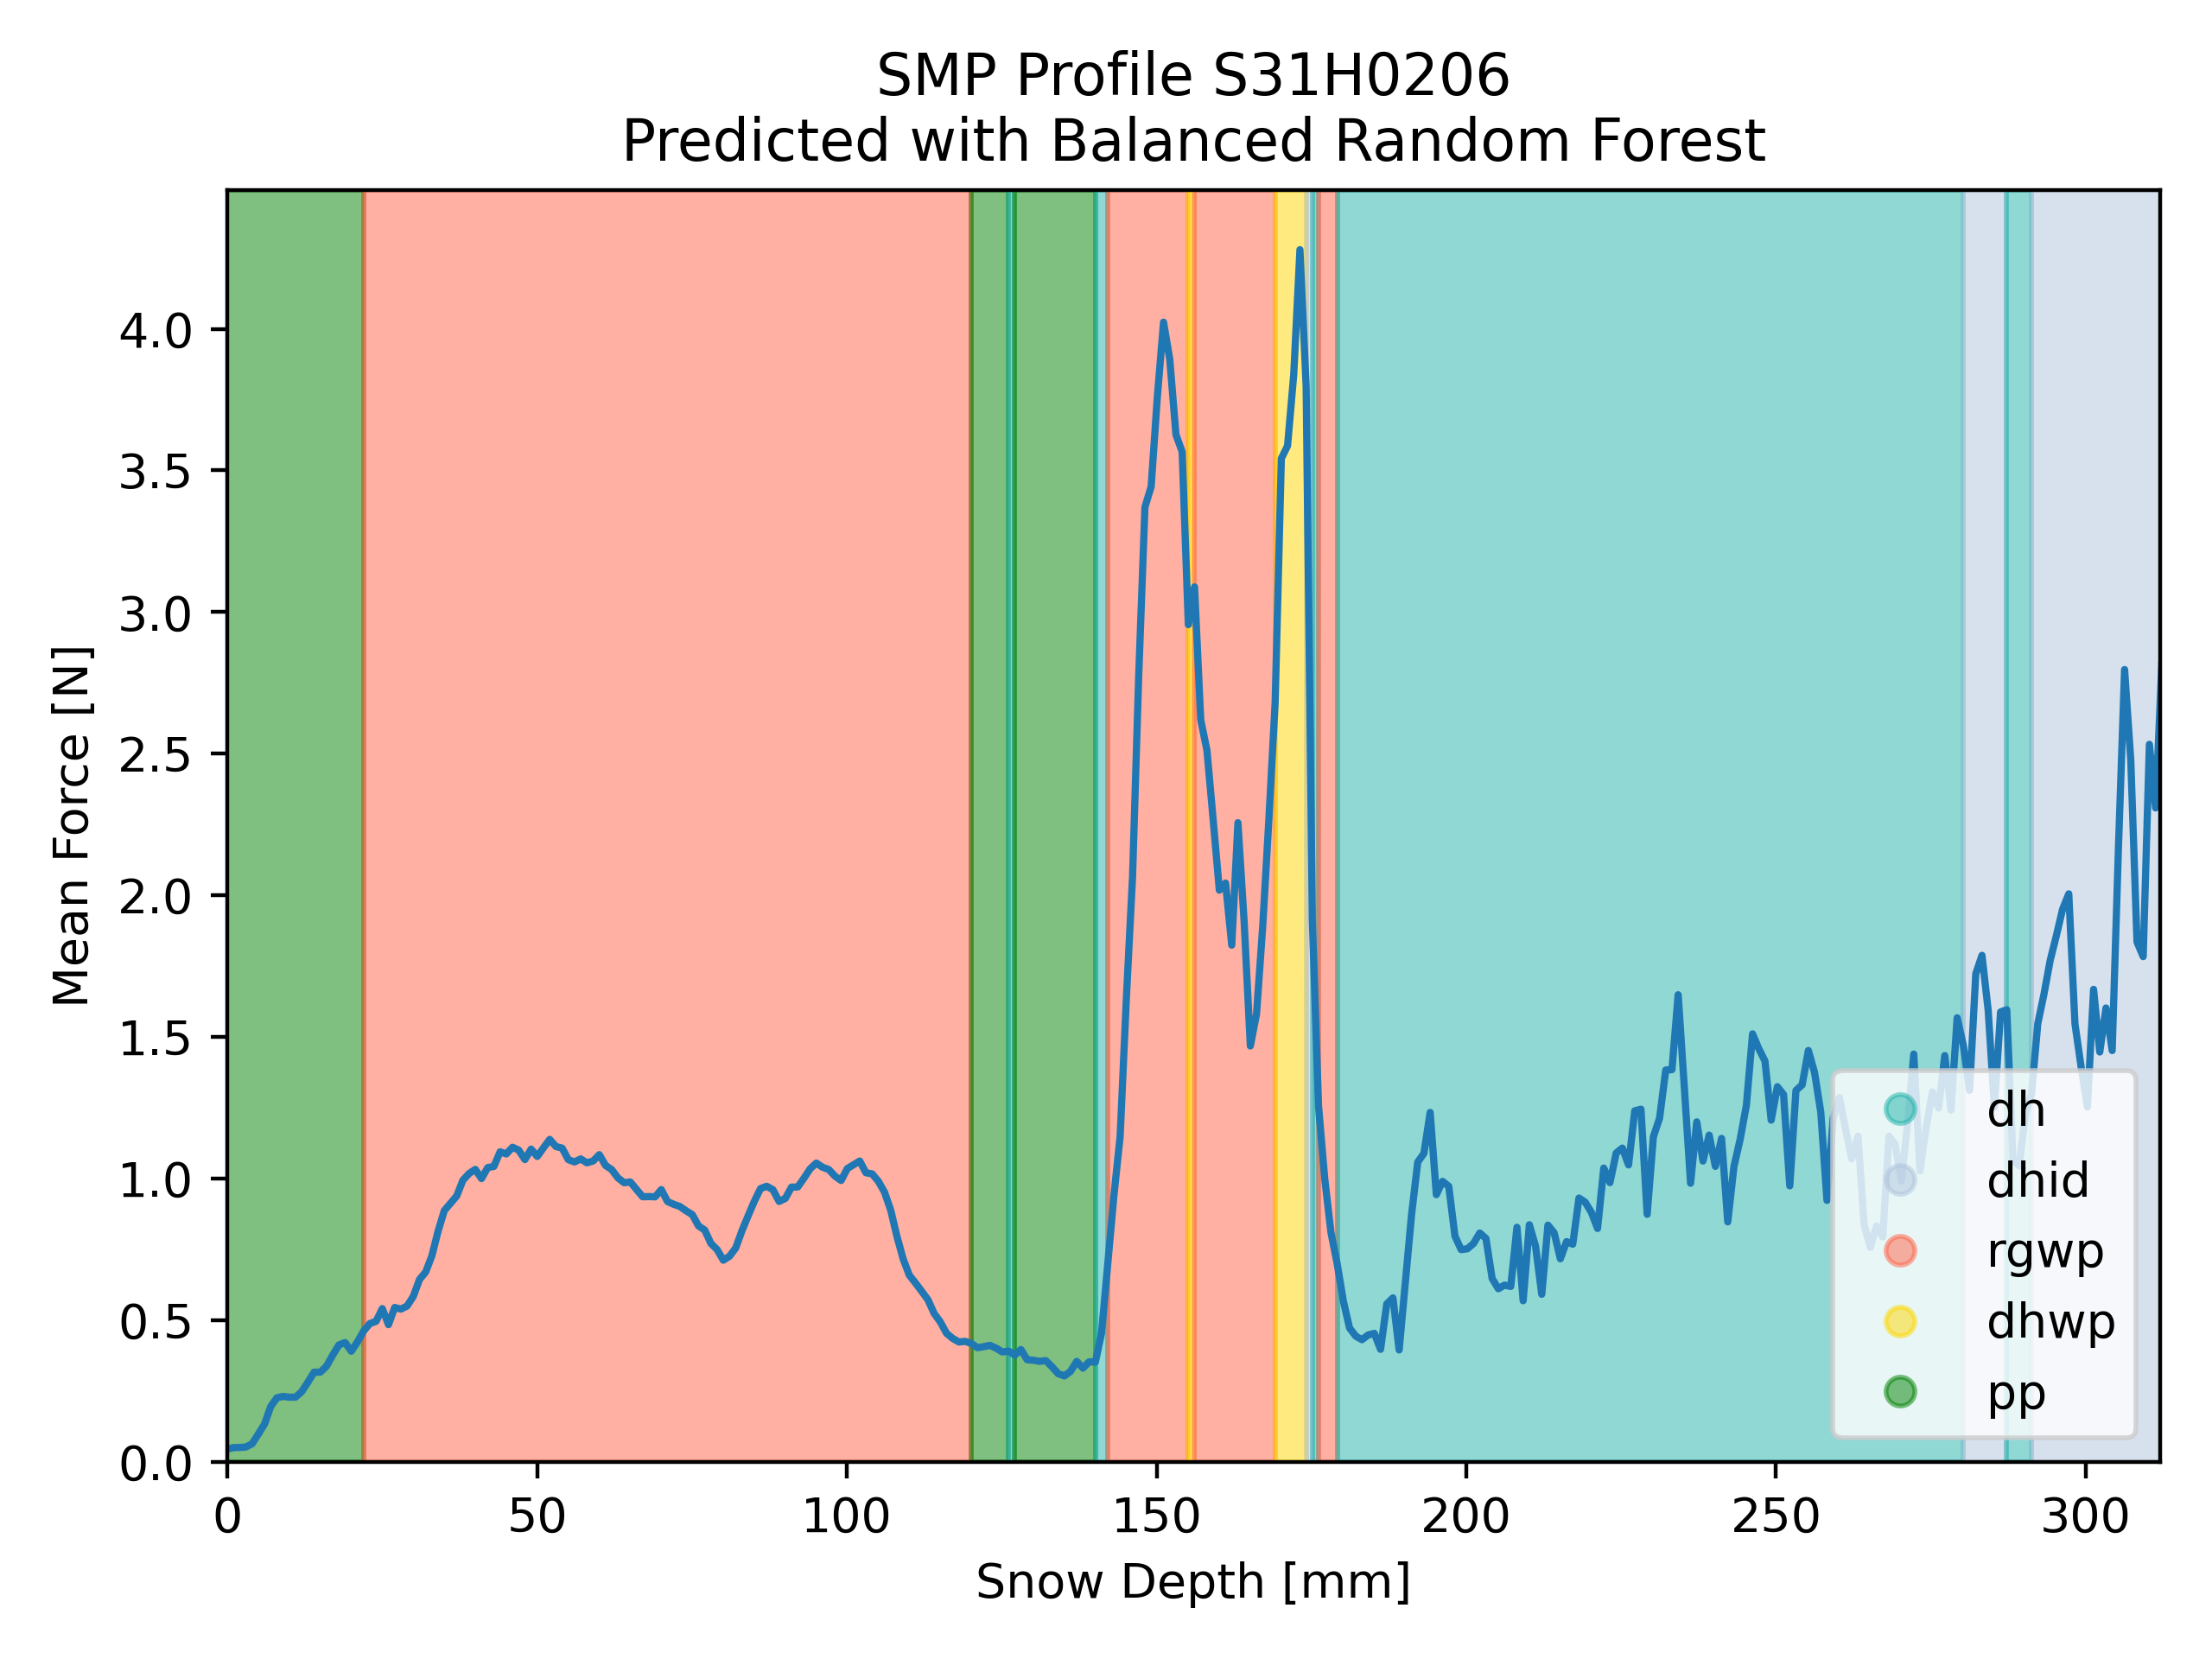 SMP Profile S31H0206
Predicted with Balanced Random Forest
Mean Force [N]
4.0
3.5
3.0
2.5
2.0
1.5
1.0
0.5
0.0
dh
dhid
rgwp
dhwp
pp
0 50 100 150 200 250 300
Snow Depth [mm]